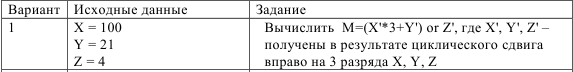 Вариант Исходные данные Задание
1 X = 100 Вычислить M=(X'*3+Y') or Z', где X', Y', Z' –
Y = 21 получены в результате циклического сдвига
Z = 4 вправо на 3 разряда X, Y, Z